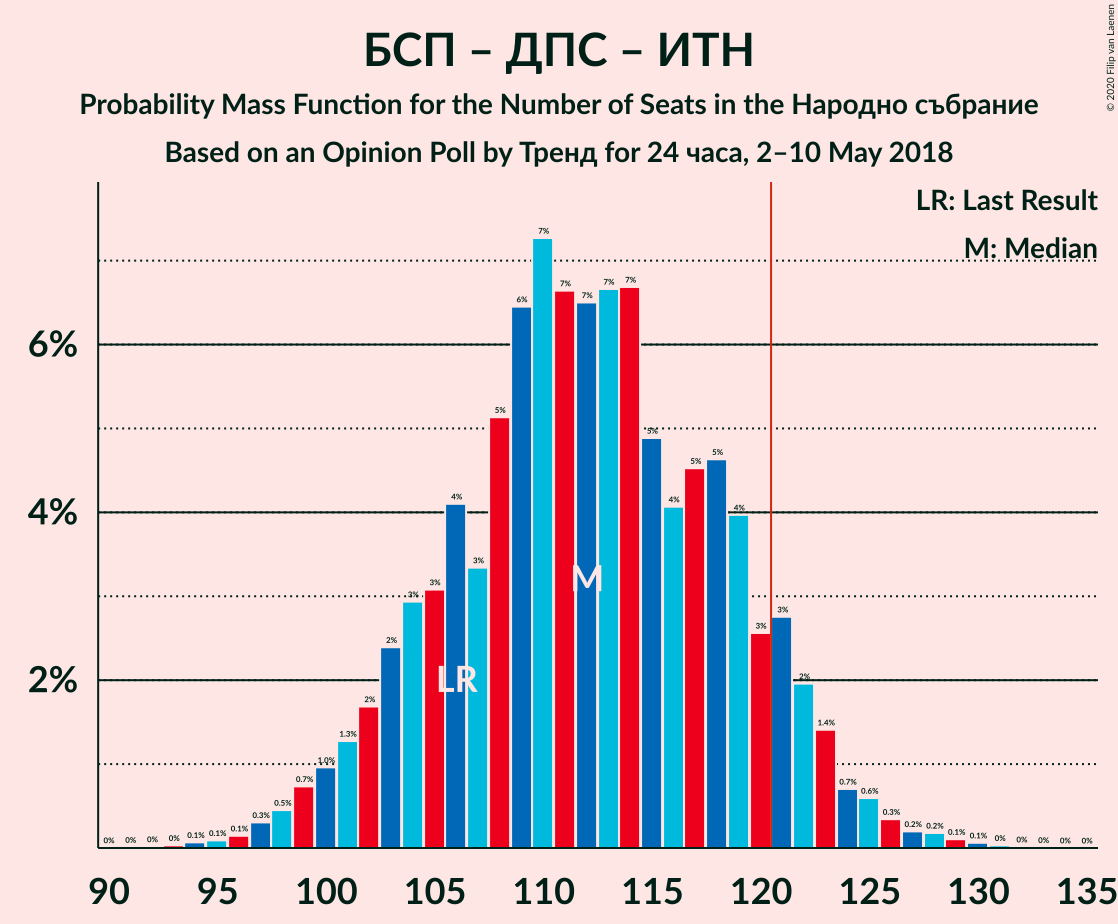 БСП – ДПС – ИТН
Probability Mass Function for the Number of Seats in the Народно събрание
Based on an Opinion Poll by Тренд for 24 часа, 2–10 May 2018
© 2020 Filip van Laenen
LR: Last Result
M: Median
6%
4%
2%
0% 0% 0% 0% 0.1% 0.1% 0.1% 0.3% 0.5% 0.7% 1.0% 1.3% 2% 2% 3% 3% 4% 3% 5% 6% 7% 7% 7% 7% 7% 5% 4% 5% 5% 4% 3% 3% 2% 1.4% 0.7% 0.6% 0.3% 0.2% 0.2% 0.1% 0.1% 0% 0% 0% 0% 0%
M
LR
90 95 100 105 110 115 120 125 130 135